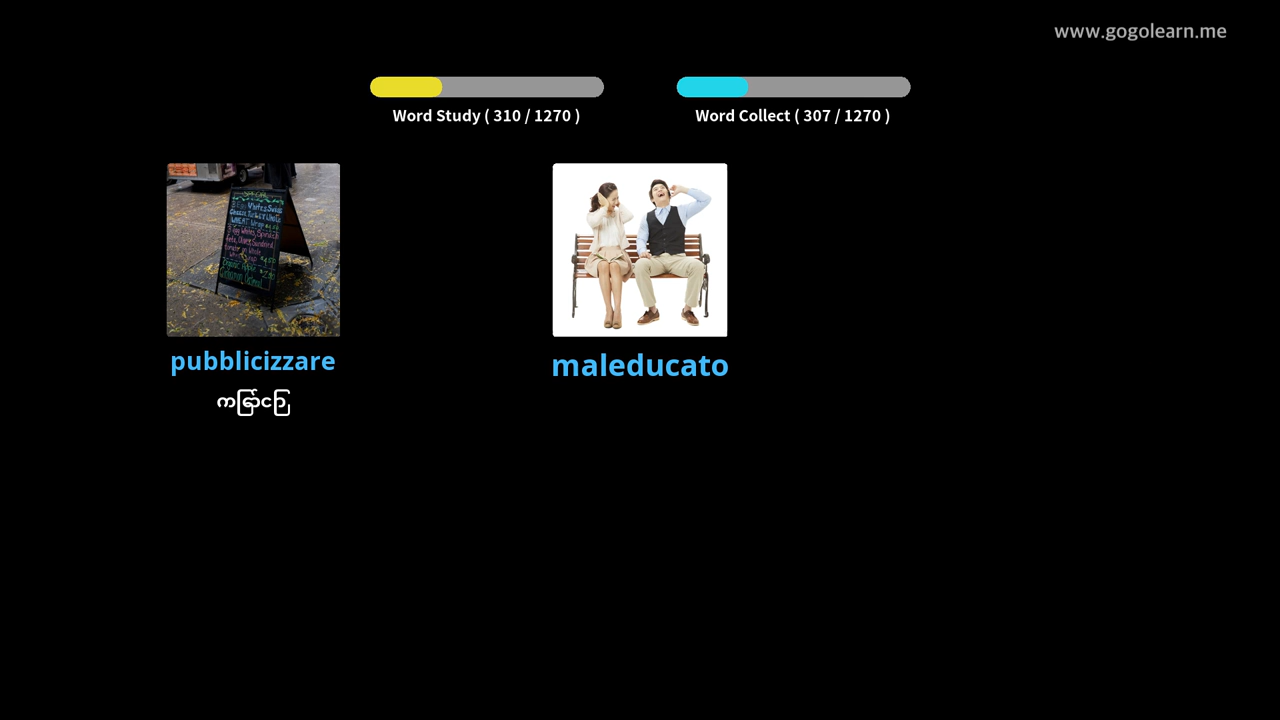 www.gogolearn.me
Word Study ( 310 / 1270 )
Word Collect ( 307 / 1270 )
pubblicizzare
maleducato
ကြော်ငြာ